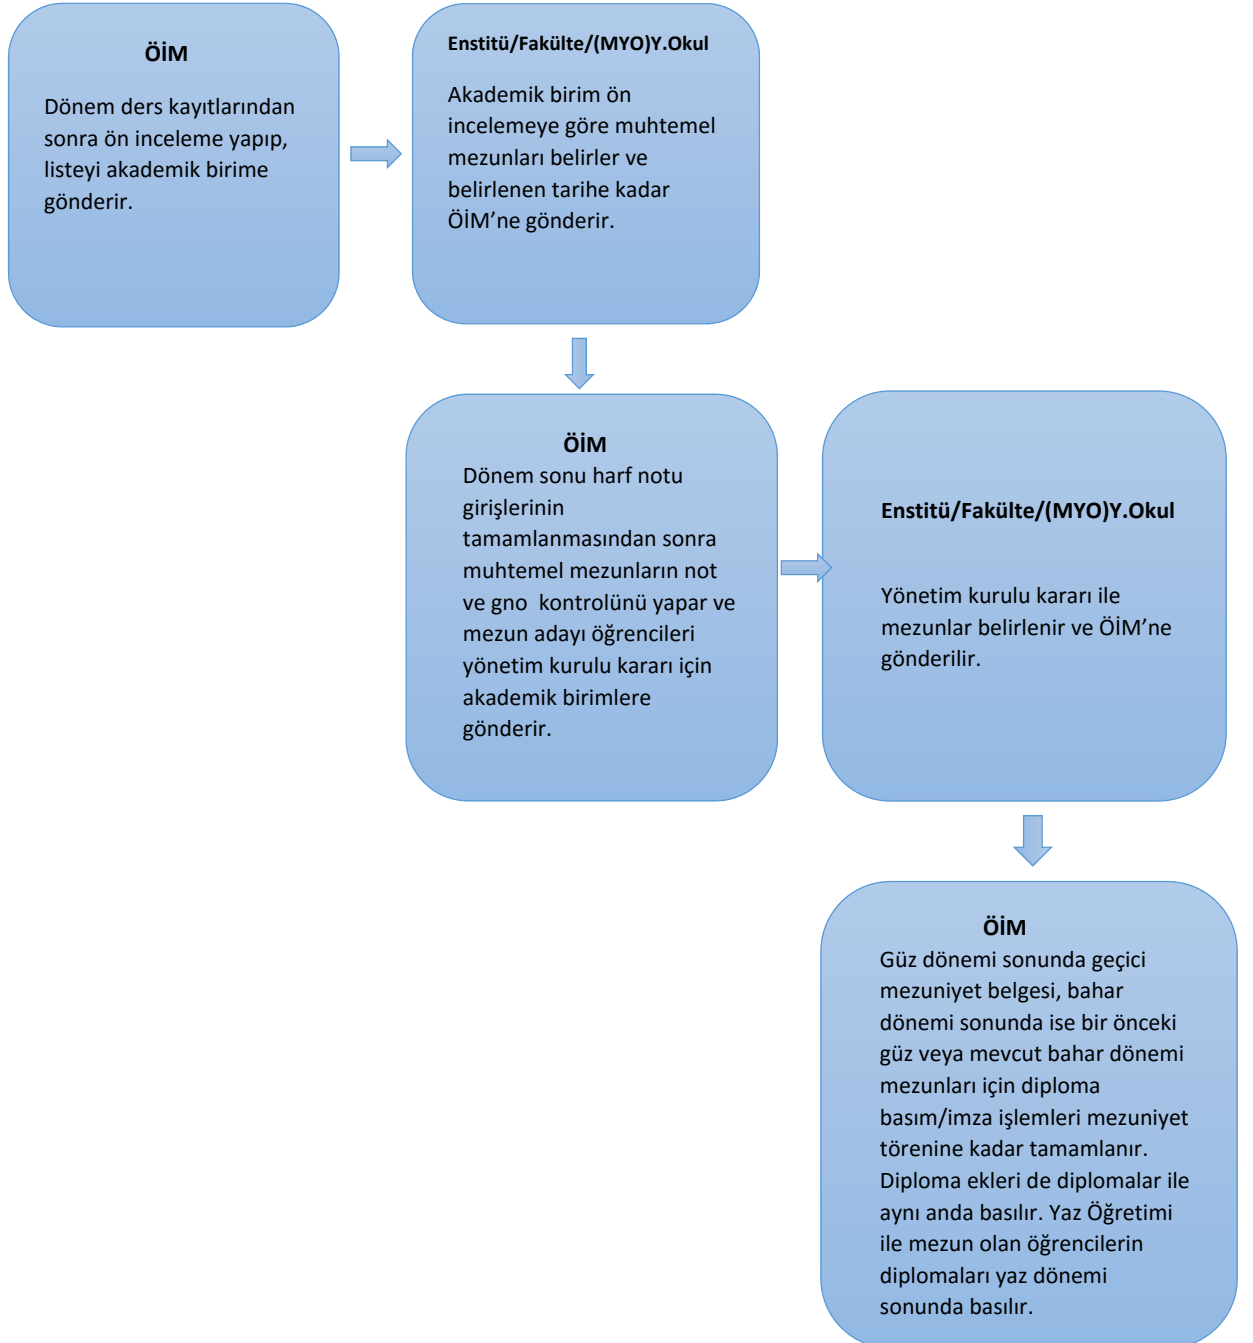 ÖİM
Dönem ders kayıtlarından
sonra ön inceleme yapıp,
listeyi akademik birime
gönderir.
Enstitü/Fakülte/(MYO)Y.Okul
Akademik birim ön
incelemeye göre muhtemel
mezunları belirler ve
belirlenen tarihe kadar
ÖİM’ne gönderir.
ÖİM
Dönem sonu harf notu
girişlerinin
tamamlanmasından sonra
muhtemel mezunların not
ve gno kontrolünü yapar ve
mezun adayı öğrencileri
yönetim kurulu kararı için
akademik birimlere
gönderir.
Enstitü/Fakülte/(MYO)Y.Okul
Yönetim kurulu kararı ile
mezunlar belirlenir ve ÖİM’ne
gönderilir.
ÖİM
Güz dönemi sonunda geçici
mezuniyet belgesi, bahar
dönemi sonunda ise bir önceki
güz veya mevcut bahar dönemi
mezunları için diploma
basım/imza işlemleri mezuniyet
törenine kadar tamamlanır.
Diploma ekleri de diplomalar ile
aynı anda basılır. Yaz Öğretimi
ile mezun olan öğrencilerin
diplomaları yaz dönemi
sonunda basılır.